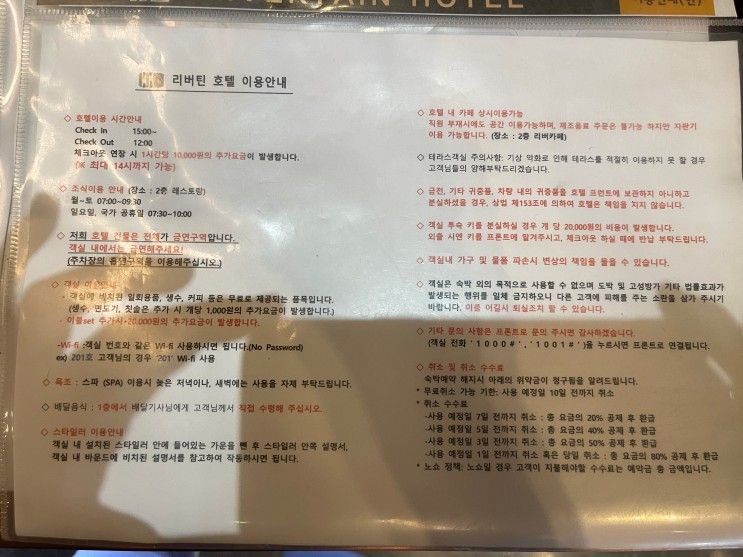 HOTEL
리버틴 호텔 이용안내
◇ 호텔이용 시간안내
Check In 15:00~
Check Out 12:00
체크아웃 연장 시 1시간당 10,000원의 추가요금이 발생합니다.
(※ 최대 14시까지 가능)
◇ 조식이용 안내 (장소 : 2층 레스토랑)
월~토 07:00~09:30
일요일, 국가 공휴일 07:30~10:00
◇ 저희 호텔 건물은 전체가 금연구역입니다.
객실 내에서는 금연해주세요!
(주차장의 흡연구역을 이용해주십시오.)
◇ 객실 이용안내
- 객실에 비치된 일회용품, 생수, 커피 등은 무료로 제공되는 품목입니다.
(생수, 면도기, 칫솔은 추가 시 개당 1,000원의 추가요금이 발생합니다.)
- 이불set 추가시 20,000원의 추가요금이 발생합니다.
-Wi-fi 객실 번호와 같은 Wi-fi 사용하시면 됩니다.(No Password)
ex) 201호 고객님의 경우 '201' Wi-fi 사용
◇ 욕조 : 스파 (SPA) 이용시 늦은 저녁이나, 새벽에는 사용을 자제 부탁드립니다.
◇ 배달음식 : 1층에서 배달기사님에게 고객님께서 직접 수령해 주십시오.
◇ 스타일러 이용안내
객실 내 설치된 스타일러 안에 들어있는 가운을 뺀 후 스타일러 안쪽 설명서,
객실 내 바운드에 비치된 설명서를 참고하여 작동하시면 됩니다.
◇ 호텔 내 카페 상시이용가능
직원 부재시에도 공간 이용가능하며, 제조음료 주문은 불가능 하지만 자판기
이용 가능합니다. (장소 : 2층 리버카페)
◇ 테라스객실 주의사항: 기상 악화로 인해 테라스를 적절히 이용하지 못 할 경우
고객님들의 양해부탁드리겠습니다.
◇ 금전, 기타 귀중품, 차량 내의 귀중품을 호텔 프런트에 보관하지 아니하고
분실하셨을 경우, 상법 제153조에 의하여 호텔은 책임을 지지 않습니다.
◇ 객실 투숙 키를 분실하실 경우 개 당 20,000원의 비용이 발생합니다.
외출 시엔 키를 프론트에 맡겨주시고, 체크아웃 하실 때에 반납 부탁드립니다.
◇ 객실내 가구 및 물품 파손시 변상의 책임을 물을 수 있습니다.
◇ 객실은 숙박 외의 목적으로 사용할 수 없으며 도박 및 고성방가 기타 법률효과가
발생되는 행위를 일체 금지하오니 다른 고객에 피해를 주는 소란을 삼가 주시기
바랍니다. 이를 어길시 퇴실조치 할 수 있습니다.
◇ 기타 문의 사항은 프론트로 문의 주시면 감사하겠습니다.
(객실 전화 '1000#', '1001#')을 누르시면 프론트로 연결됩니다.
◇ 취소 및 취소 수수료
숙박예약 해지시 아래의 위약금이 청구됨을 알려드립니다.
* 무료취소 가능 기한: 사용 예정일 10일 전까지 취소
* 취소 수수료
-사용 예정일 7일 전까지 취소 : 총 요금의 20% 공제 후 환급
-사용 예정일 5일 전까지 취소 : 총 요금의 40% 공제 후 환급
-사용 예정일 3일 전까지 취소 : 총 요금의 50% 공제 후 환급
-사용 예정일 1일 전까지 취소 혹은 당일 취소 : 총 요금의 80% 공제 후 환급
* 노쇼 정책: 노쇼일 경우 고객이 지불해야할 수수료는 예약금 총 금액입니다.